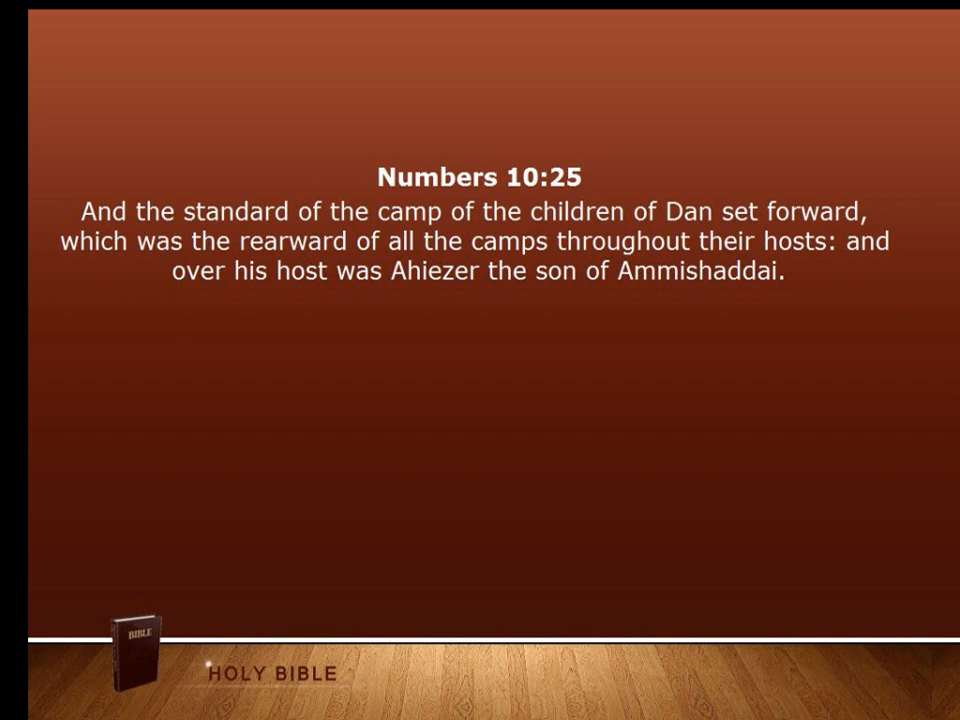 Numbers 10:25
And the standard of the camp of the children of Dan set forward,
which was the rearward of all the camps throughout their hosts: and
over his host was Ahiezer the son of Ammishaddai.
BIBLE
HOLY BIBLE